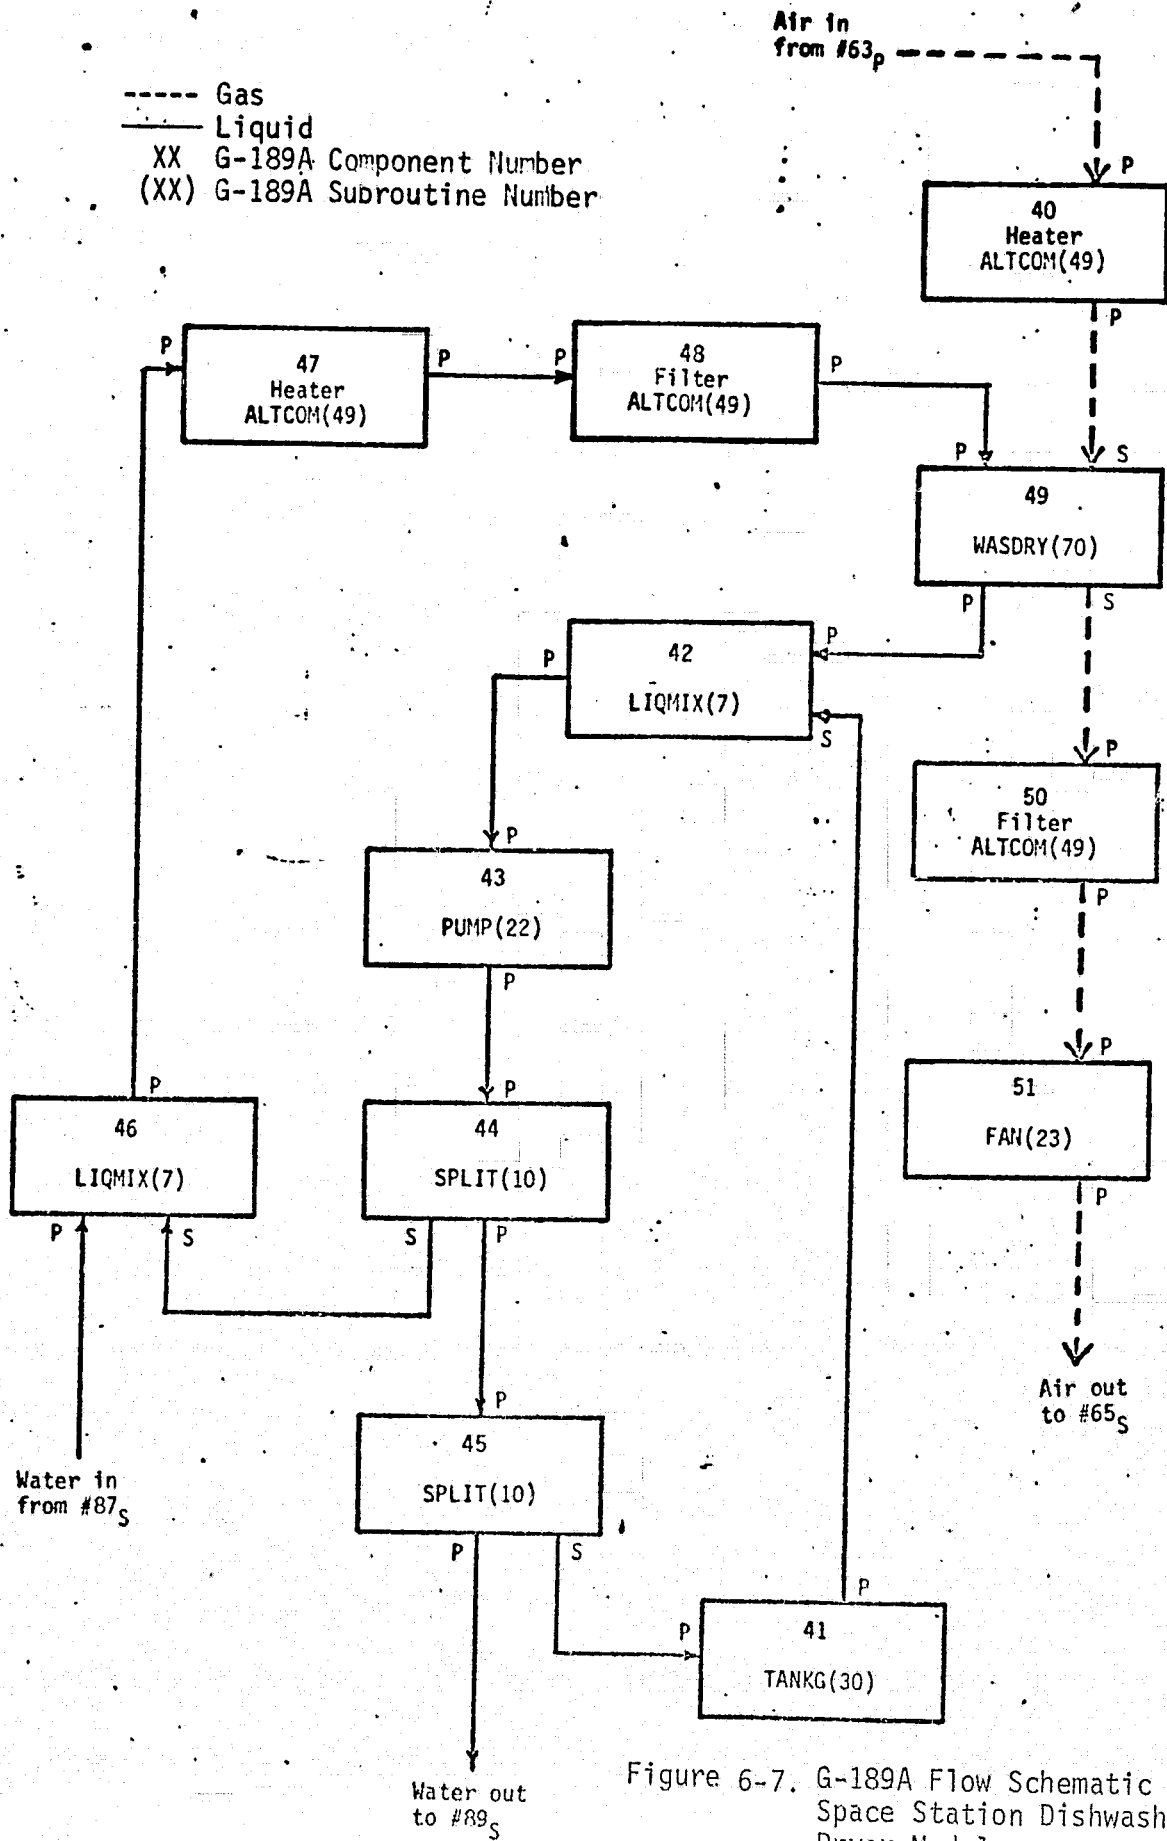 Air in
from #63P
Gas
Liquid
XX G-189A Component Number
(XX) G-189A Subroutine Number
P
40
Heater
ALTCOM(49)
P
P
47
Heater
ALTCOM(49)
P
P
48
Filter
ALTCOM(49)
P
P
S
49
WASDRY(70)
P
S
P
42
LIQMIX(7)
P
S
P
50
Filter
ALTCOM(49)
P
P
43
PUMP(22)
P
P
51
FAN(23)
P
P
46
LIQMIX(7)
P
S
P
44
SPLIT(10)
S
P
Air out
to #65S
P
45
SPLIT(10)
P
S
Water in
from #87S
P
P
41
TANKG(30)
Water out
to #89S
Figure 6-7. G-189A Flow Schematic
Space Station Dishwash